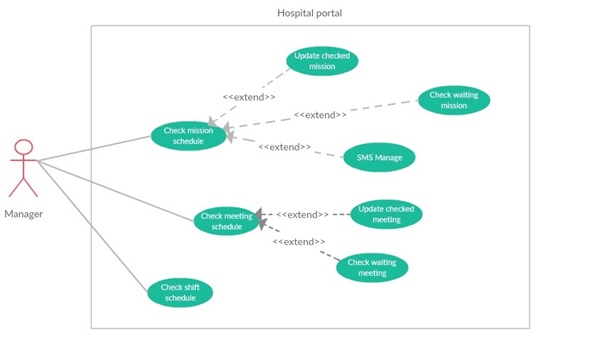 Hospital portal
Update checked
mission
<<extend>>
Check waiting
mission
<<extend>>
Check mission
schedule
<<extend>>
SMS Manage
Manager
Update checked
meeting
Check meeting
schedule
<<extend>>
<<extend>>
Check waiting
meeting
Check shift
schedule